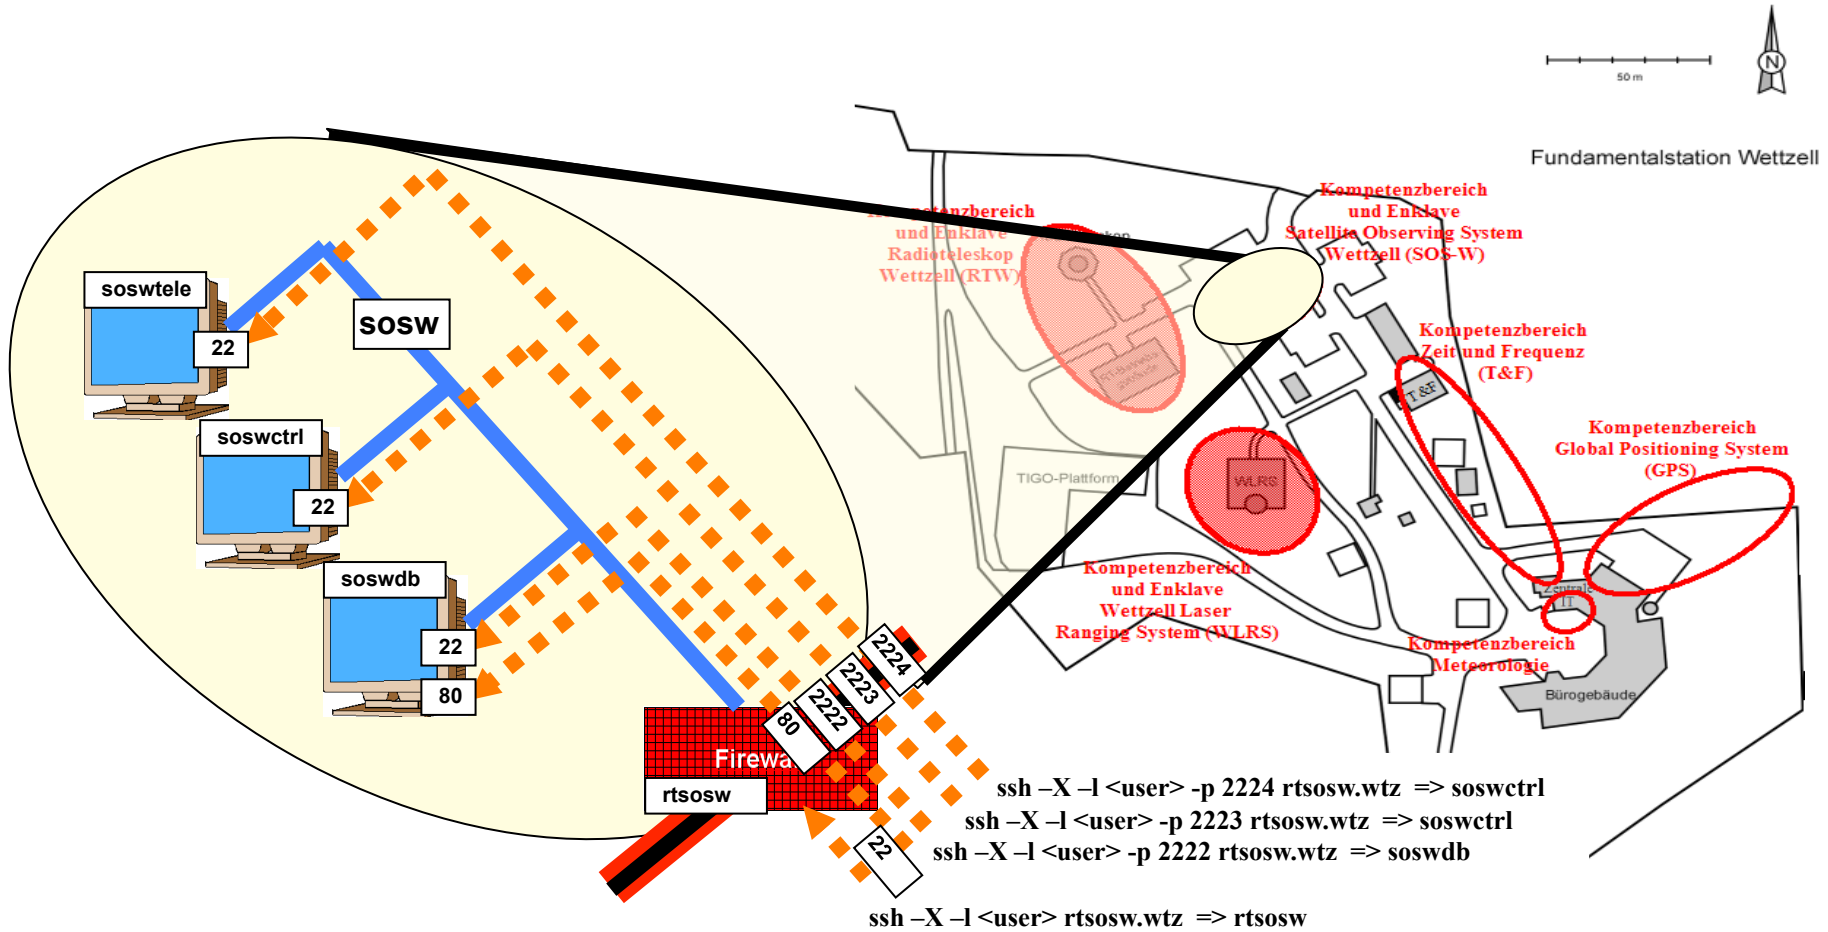 50 m
N
Fundamentalstation Wettzell
Kompetenzbereich
und Enklave
Satellite Observing System
Wettzell (SOS-W)
Kompetenzbereich
und Enklave
Radioteleskop
Wettzell (RTW)
Kompetenzbereich
Zeit und Frequenz
(T&F)
T&F
Kompetenzbereich
Global Positioning System
(GPS)
TIGO-Plattform
WLRS
Kompetenzbereich
und Enklave
Wettzell Laser
Ranging System (WLRS)
Zentrale
IT
Kompetenzbereich
Meteorologie
Bürogebäude
soswtele
22
sosw
soswctrl
22
soswdb
22
80
2224
2223
2222
80
rtsosw
22
ssh –X –l <user> -p 2224 rtsosw.wtz => soswctrl
ssh –X –l <user> -p 2223 rtsosw.wtz => soswctrl
ssh –X –l <user> -p 2222 rtsosw.wtz => soswdb
ssh –X –l <user> rtsosw.wtz => rtsosw